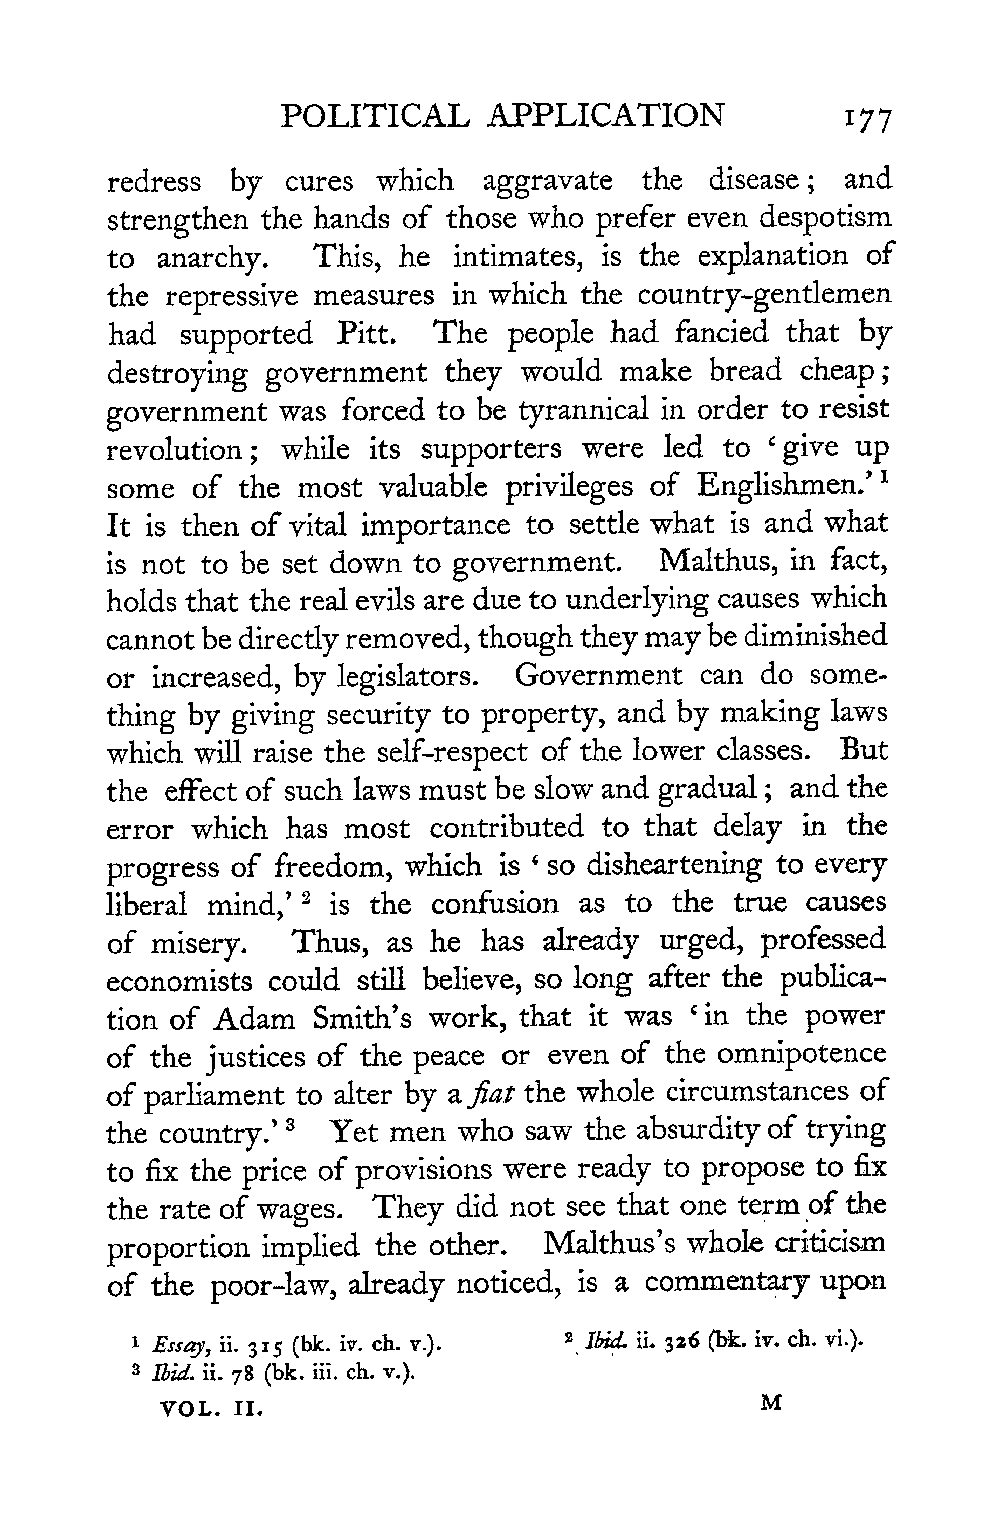 POLITICAL APPLICATION 177
redress by cures which aggravate the disease; and
strengthen the hands of those who prefer even despotism
to anarchy. This, he intimates, is the explanation of
the repressive measures in which the country-gentlemen
had supported Pitt. The people had fancied that by
destroying government they would make bread cheap;
government was forced to be tyrannical in order to resist
revolution; while its supporters were led to ‘give up
some of the most valuable privileges of Englishmen.’ 1
It is then of vital importance to settle what is and what
is not to be set down to government. Malthus, in fact,
holds that the real evils are due to underlying causes which
cannot be directly removed, though they may be diminished
or increased, by legislators. Government can do some-
thing by giving security to property, and by making laws
which will raise the self-respect of the lower classes. But
the effect of such laws must be slow and gradual; and the
error which has most contributed to that delay in the
progress of freedom, which is ‘so disheartening to every
liberal mind,’ 2 is the confusion as to the true causes
of misery. Thus, as he has already urged, professed
economists could still believe, so long after the publica-
tion of Adam Smith’s work, that it was ‘in the power
of the justices of the peace or even of the omnipotence
of parliament to alter by a fiat the whole circumstances of
the country.’ 3 Yet men who saw the absurdity of trying
to fix the price of provisions were ready to propose to fix
the rate of wages. They did not see that one term of the
proportion implied the other. Malthus’s whole criticism
of the poor-law, already noticed, is a commentary upon
1 Essay, ii. 315 (bk. iv. ch. v.). 2 Ibid. ii. 326 (bk. iv. ch. vi.).
3 Ibid. ii. 78 (bk. iii. ch. v.).
VOL. II. M